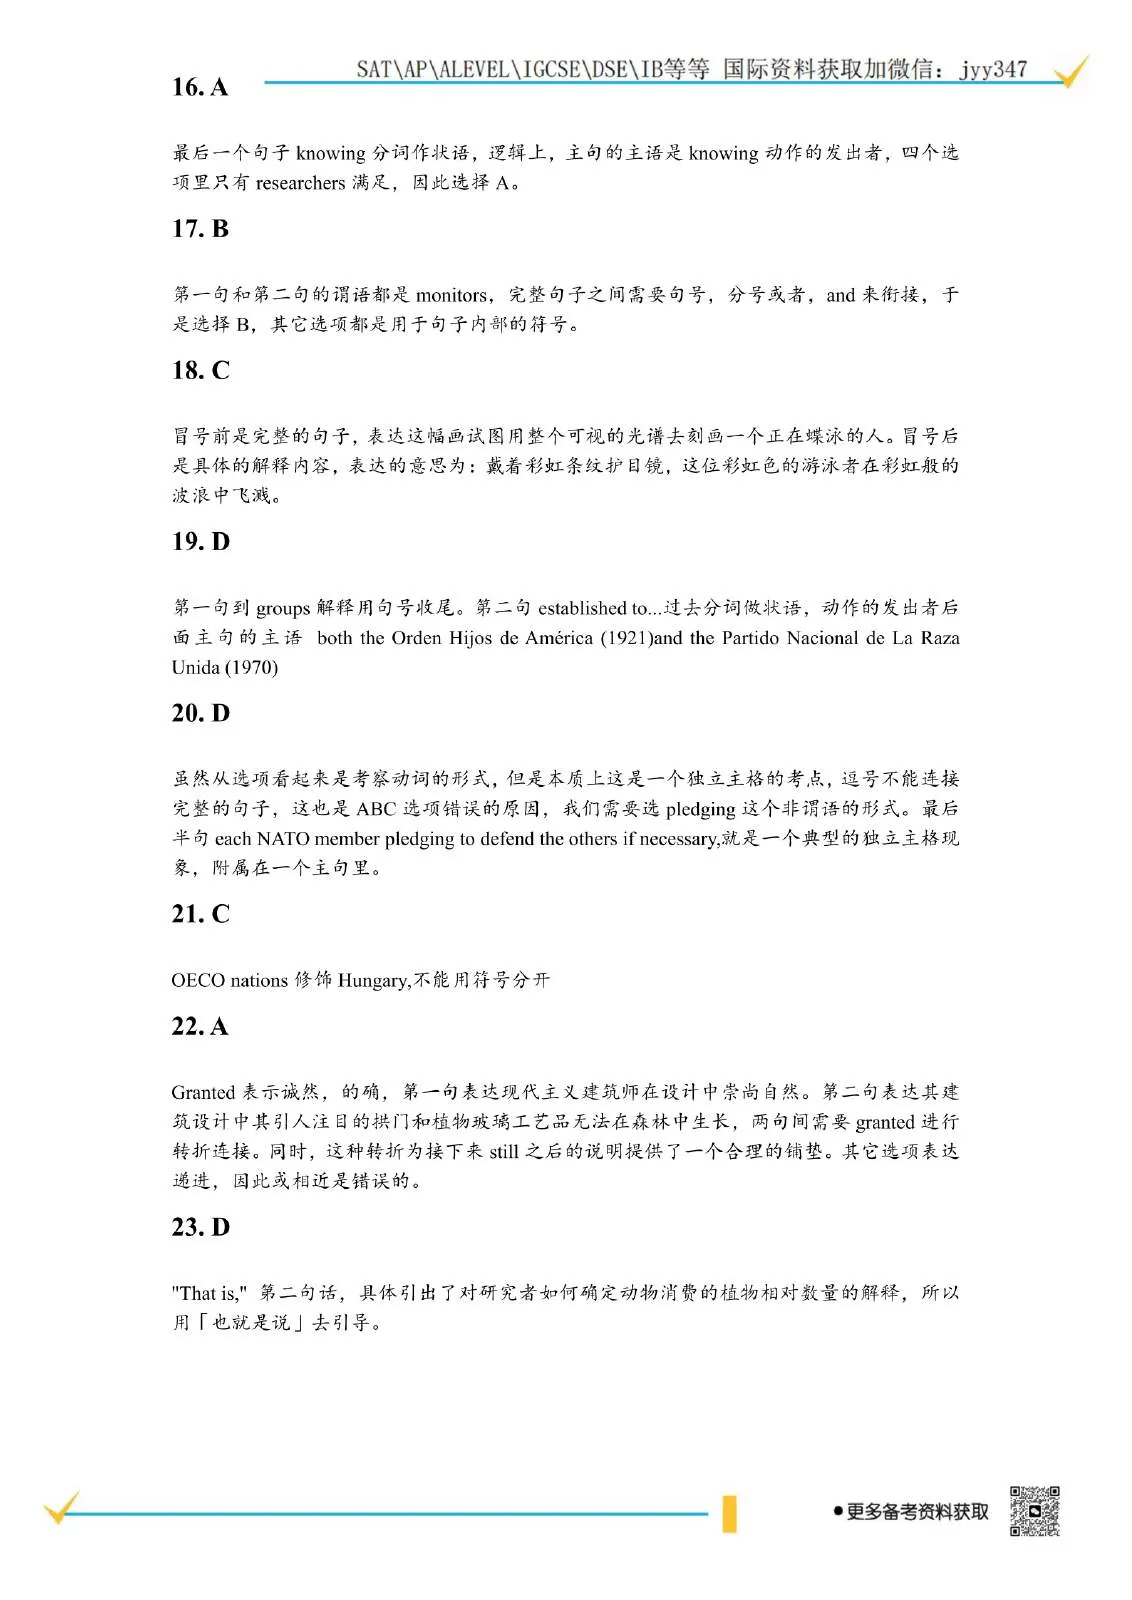 SAT\AP\ALEVEL\IGCSE\DSE\IB等等 国际资料获取加微信：jyy347
16. A
最后一个句子 knowing 分词作状语，逻辑上，主句的主语是 knowing 动作的发出者，四个选
项里只有 researchers 满足，因此选择 A。
17. B
第一句和第二句的谓语都是 monitors，完整句子之间需要句号，分号或者，and 来衔接，于
是选择 B，其它选项都是用于句子内部的符号。
18. C
冒号前是完整的句子，表达这幅画试图用整个可视的光谱去刻画一个正在蝶泳的人。冒号后
是具体的解释内容，表达的意思为：戴着彩虹条纹护目镜，这位彩虹色的游泳者在彩虹般的
波浪中飞溅。
19. D
第一句到 groups 解释用句号收尾。第二句 established to...过去分词做状语，动作的发出者后
面主句的主语 both the Orden Hijos de América (1921)and the Partido Nacional de La Raza
Unida (1970)
20. D
虽然从选项看起来是考察动词的形式，但是本质上这是一个独立主格的考点，逗号不能连接
完整的句子，这也是 ABC 选项错误的原因，我们需要选 pledging 这个非谓语的形式。最后
半句 each NATO member pledging to defend the others if necessary,就是一个典型的独立主格现
象，附属在一个主句里。
21. C
OECO nations 修饰 Hungary,不能用符号分开
22. A
Granted 表示诚然，的确，第一句表达现代主义建筑师在设计中崇尚自然。第二句表达其建
筑设计中其引人注目的拱门和植物玻璃工艺品无法在森林中生长，两句间需要 granted 进行
转折连接。同时，这种转折为接下来 still 之后的说明提供了一个合理的铺垫。其它选项表达
递进，因此或相近是错误的。
23. D
"That is," 第二句话，具体引出了对研究者如何确定动物消费的植物相对数量的解释，所以
用「也就是说」去引导。
●更多备考资料获取